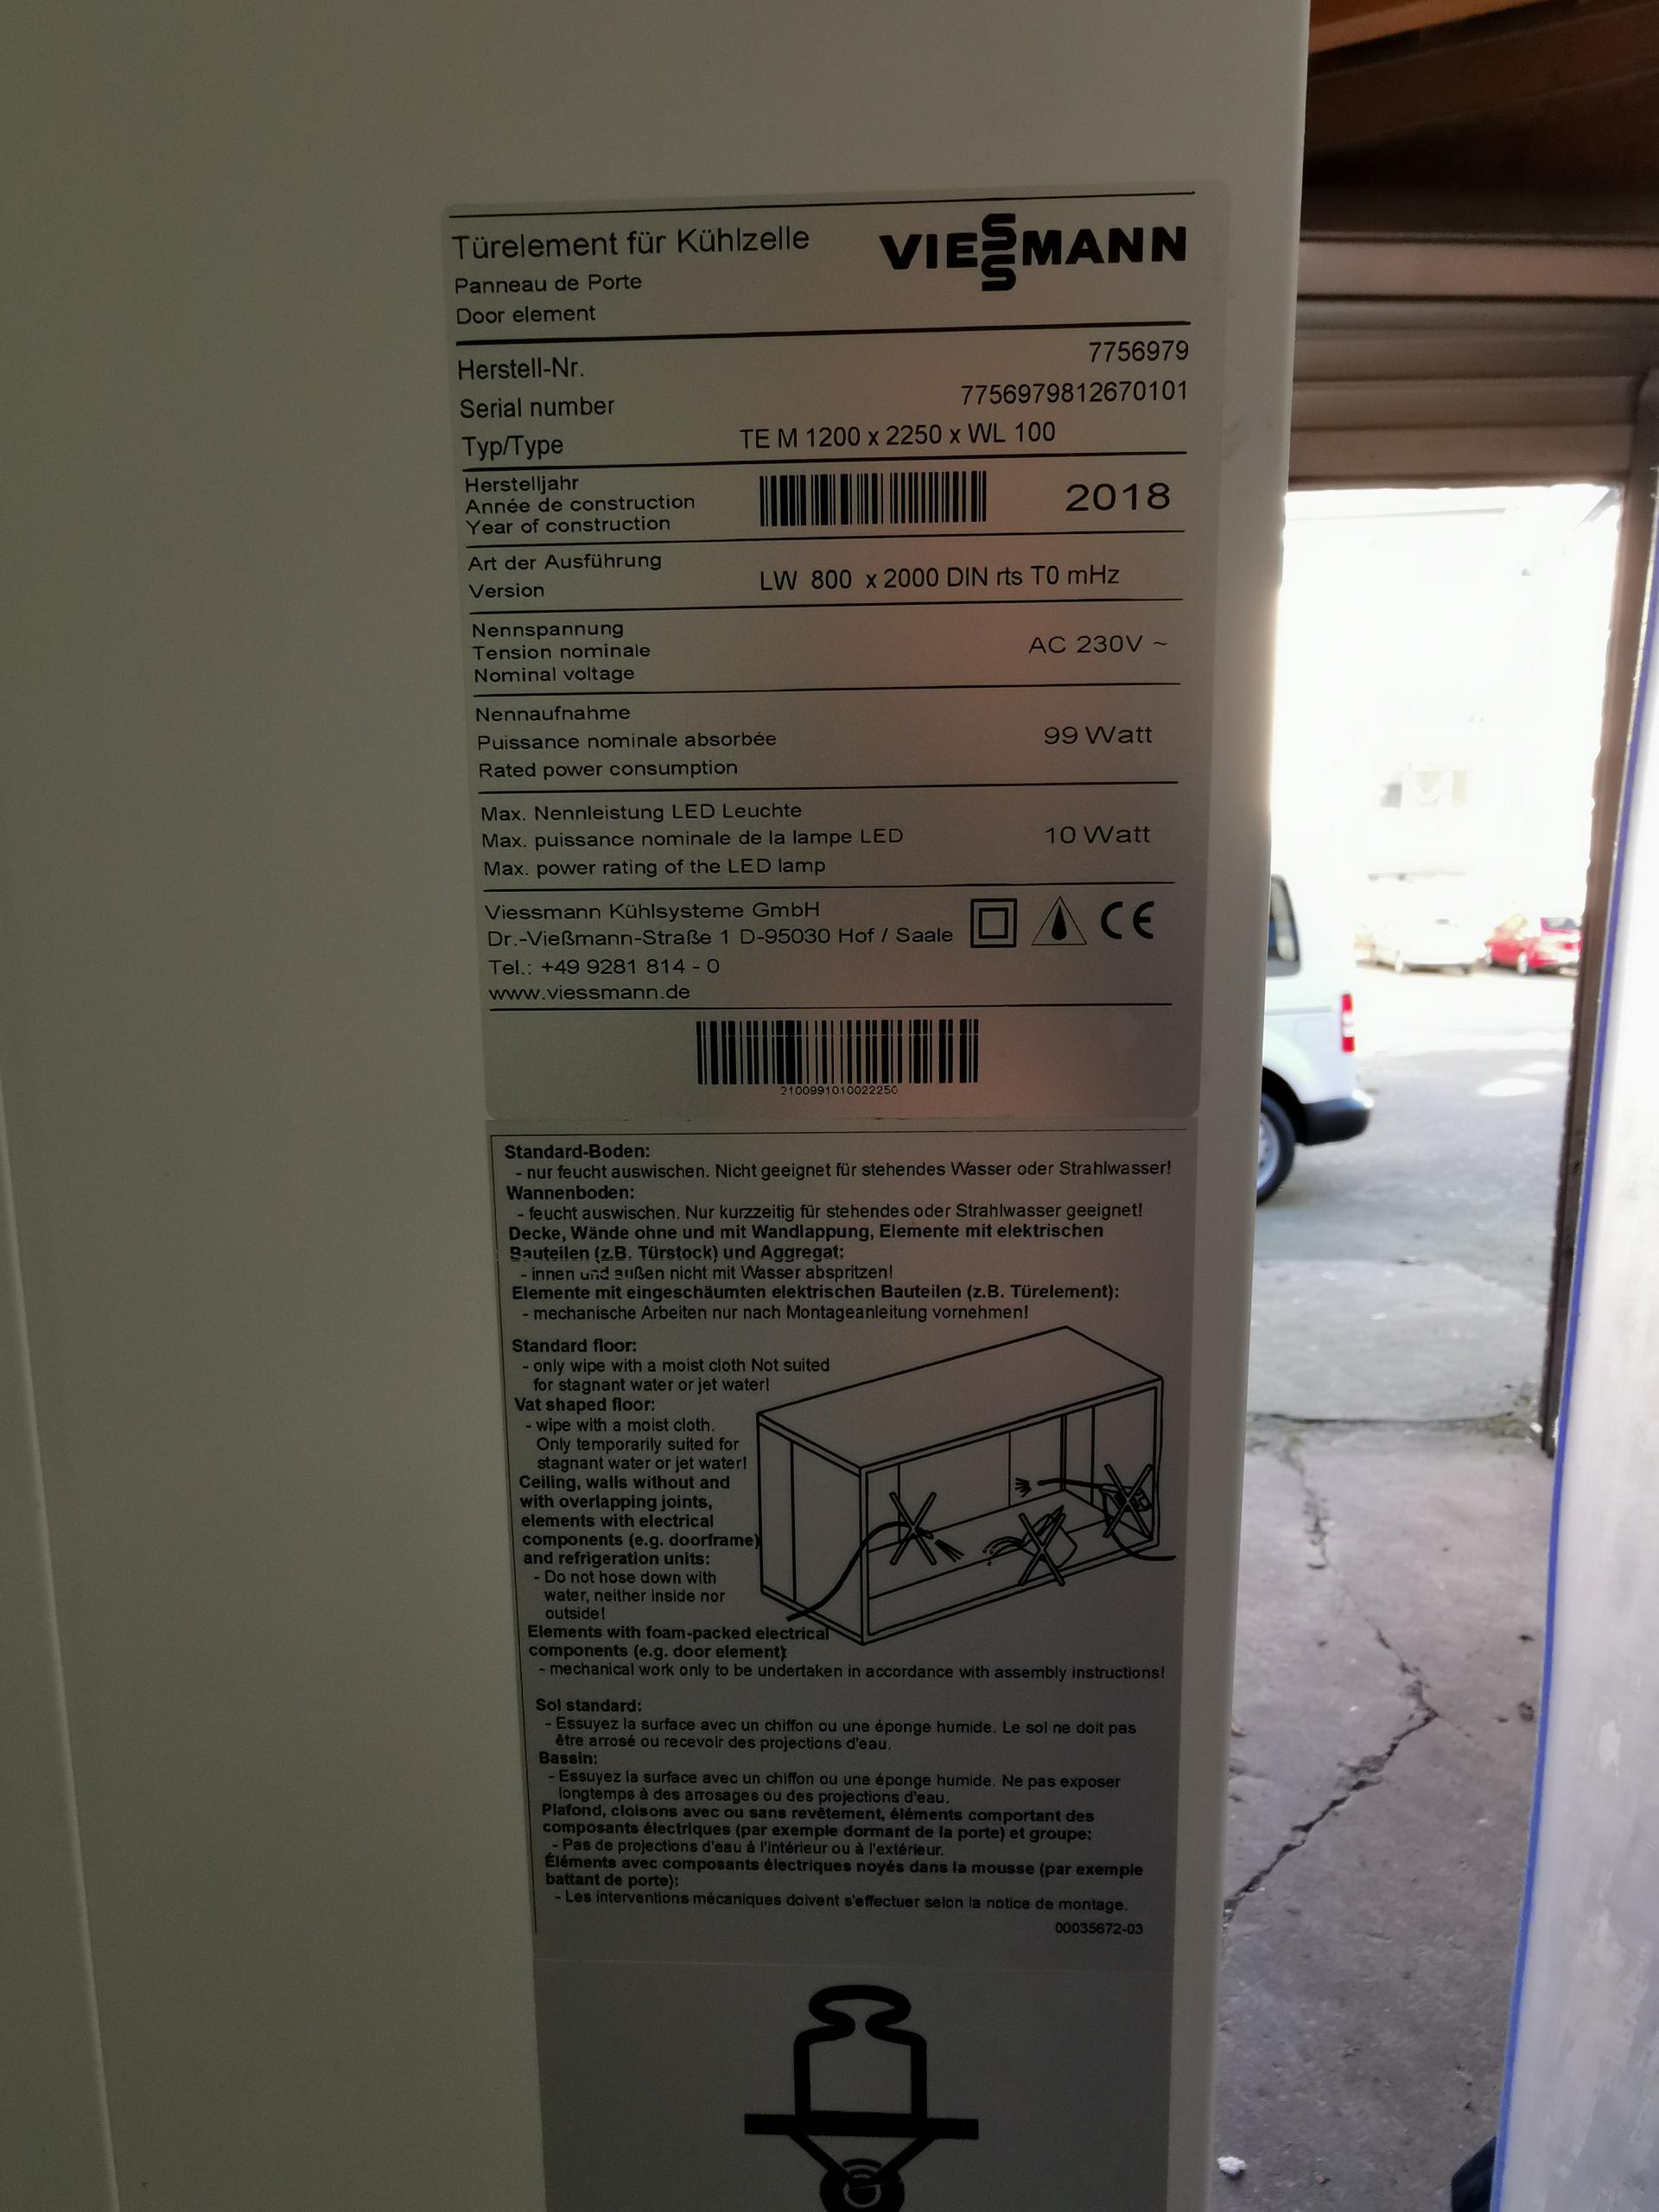 Türelement für Kühlzelle
VIESSMANN
Panneau de Porte
Door element
Herstell-Nr. 7756979
Serial number 7756979812670101
Typ/Type TE M 1200 x 2250 x WL 100
Herstelljahr
Année de construction
Year of construction
2018
Art der Ausführung
Version
LW 800 x 2000 DIN rts T0 mHz
Nennspannung
Tension nominale
Nominal voltage
AC 230V ~
Nennaufnahme
Puissance nominale absorbée
Rated power consumption
99 Watt
Max. Nennleistung LED Leuchte
Max. puissance nominale de la lampe LED
Max. power rating of the LED lamp
10 Watt
Viessmann Kühlsysteme GmbH
Dr.-Vießmann-Straße 1 D-95030 Hof / Saale
CE
Tel.: +49 9281 814 - 0
www.viessmann.de
2100991010022250
Standard-Boden:
- nur feucht auswischen. Nicht geeignet für stehendes Wasser oder Strahlwasser!
Wannenboden:
- feucht auswischen. Nur kurzzeitig für stehendes oder Strahlwasser geeignet!
Decke, Wände ohne und mit Wandlappung, Elemente mit elektrischen
Bauteilen (z.B. Türstock) und Aggregat:
- innen und außen nicht mit Wasser abspritzen!
Elemente mit eingeschäumten elektrischen Bauteilen (z.B. Türelement):
- mechanische Arbeiten nur nach Montageanleitung vornehmen!
Standard floor:
- only wipe with a moist cloth Not suited
for stagnant water or jet water!
Vat shaped floor:
- wipe with a moist cloth.
Only temporarily suited for
stagnant water or jet water!
Ceiling, walls without and
with overlapping joints,
elements with electrical
components (e.g. doorframe)
and refrigeration units:
- Do not hose down with
water, neither inside nor
outside!
Elements with foam-packed electrical
components (e.g. door element):
- mechanical work only to be undertaken in accordance with assembly instructions!
Sol standard:
- Essuyez la surface avec un chiffon ou une éponge humide. Le sol ne doit pas
être arrosé ou recevoir des projections d'eau.
Bassin:
- Essuyez la surface avec un chiffon ou une éponge humide. Ne pas exposer
longtemps à des arrosages ou des projections d'eau.
Plafond, cloisons avec ou sans revêtement, éléments comportant des
composants électriques (par exemple dormant de la porte) et groupe:
- Pas de projections d'eau à l'intérieur ou à l'extérieur.
Éléments avec composants électriques noyés dans la mousse (par exemple
battant de porte):
- Les interventions mécaniques doivent s'effectuer selon la notice de montage.
00035672-03